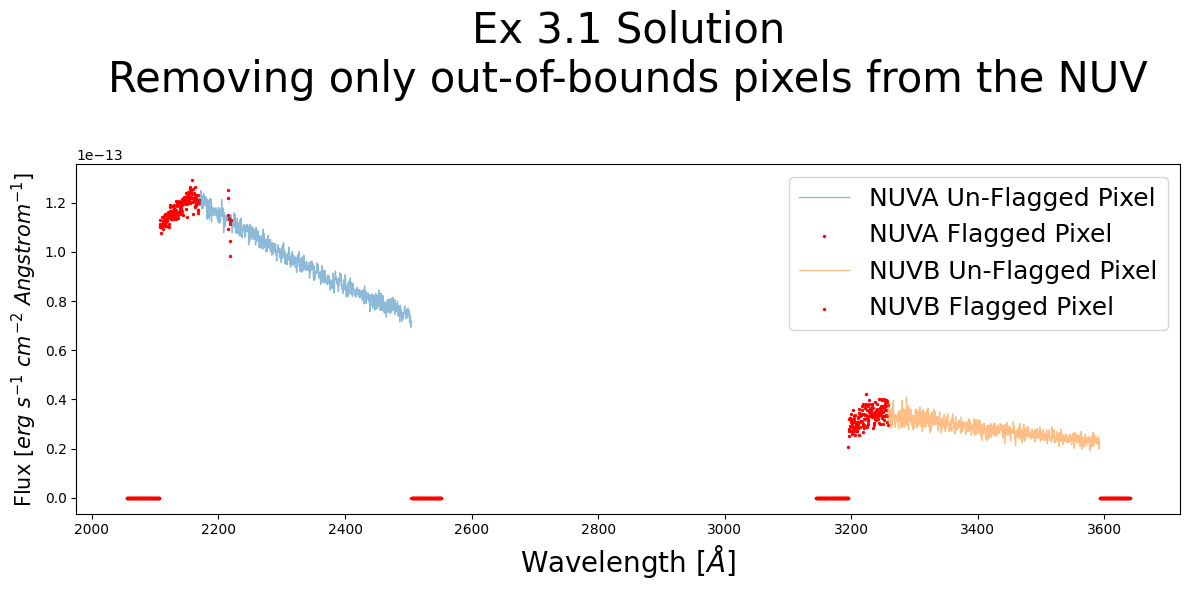 Ex 3.1 Solution
Removing only out-of-bounds pixels from the NUV
1e−13
Flux [erg s⁻¹ cm⁻² Angstrom⁻¹]
1.2
1.0
0.8
0.6
0.4
0.2
0.0
NUVA Un-Flagged Pixel
NUVA Flagged Pixel
NUVB Un-Flagged Pixel
NUVB Flagged Pixel
2000 2200 2400 2600 2800 3000 3200 3400 3600
Wavelength [Å]